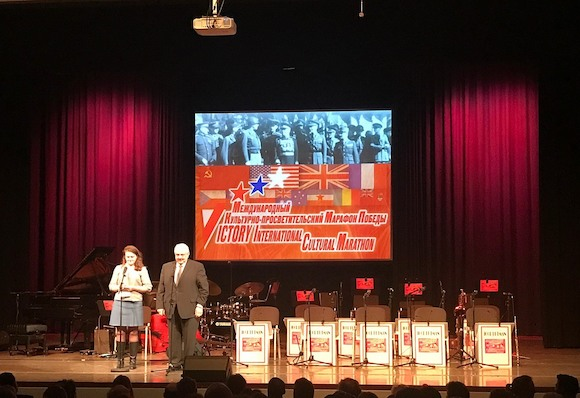 МЕЖДУНАРОДНЫЙ
КУЛЬТУРНО-ПРОСВЕТИТЕЛЬСКИЙ МАРАФОН ПОБЕДЫ
VICTORY INTERNATIONAL CULTURAL MARATHON